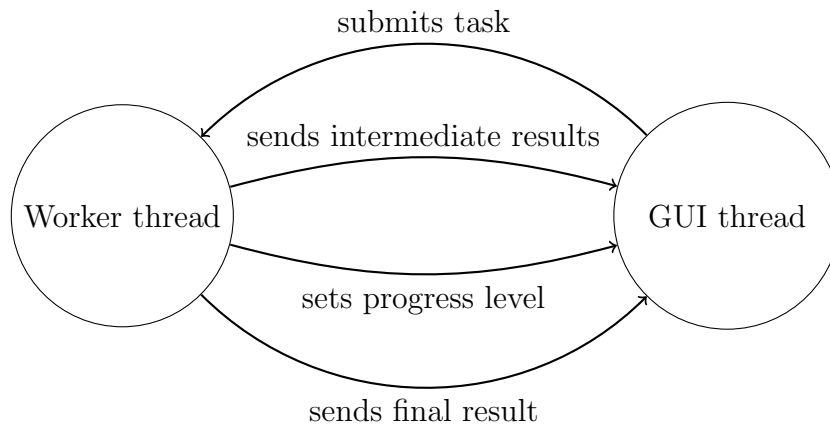 submits task
sends intermediate results
Worker thread
GUI thread
sets progress level
sends final result